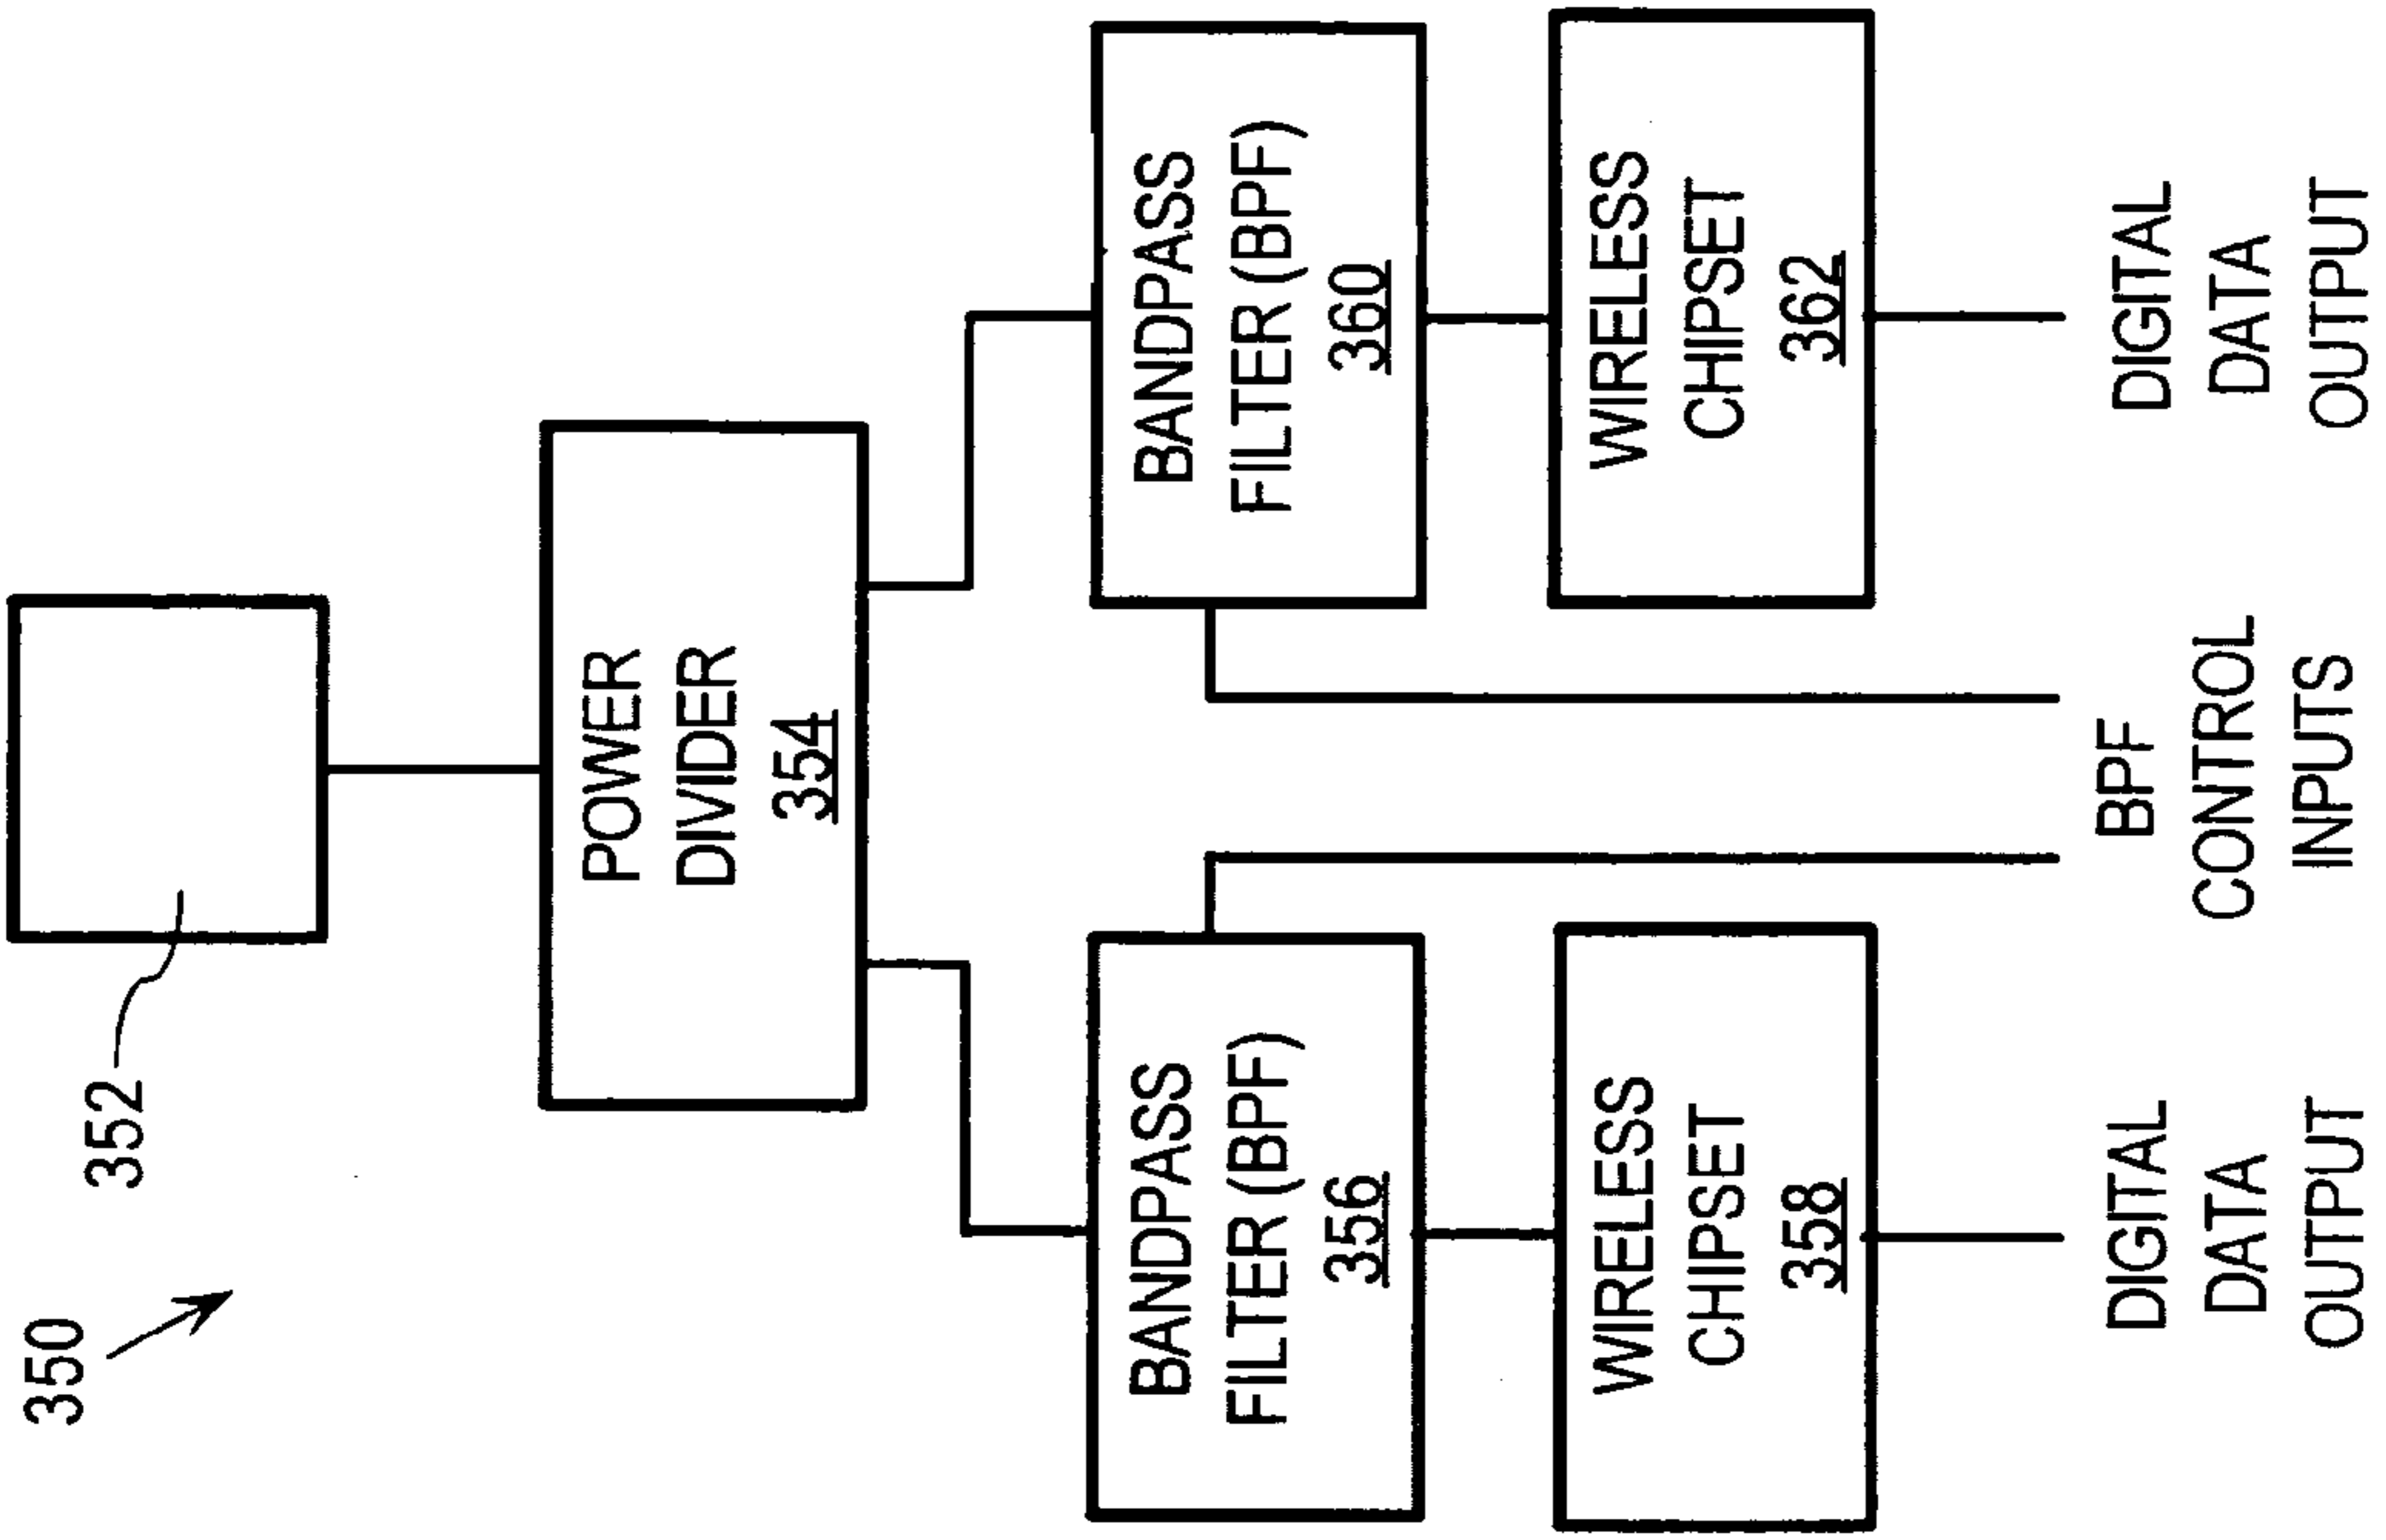 350
352
POWER
DIVIDER
354
BANDPASS
FILTER (BPF)
356
BANDPASS
FILTER (BPF)
360
WIRELESS
CHIPSET
358
WIRELESS
CHIPSET
362
DIGITAL
DATA
OUTPUT
BPF
CONTROL
INPUTS
DIGITAL
DATA
OUTPUT